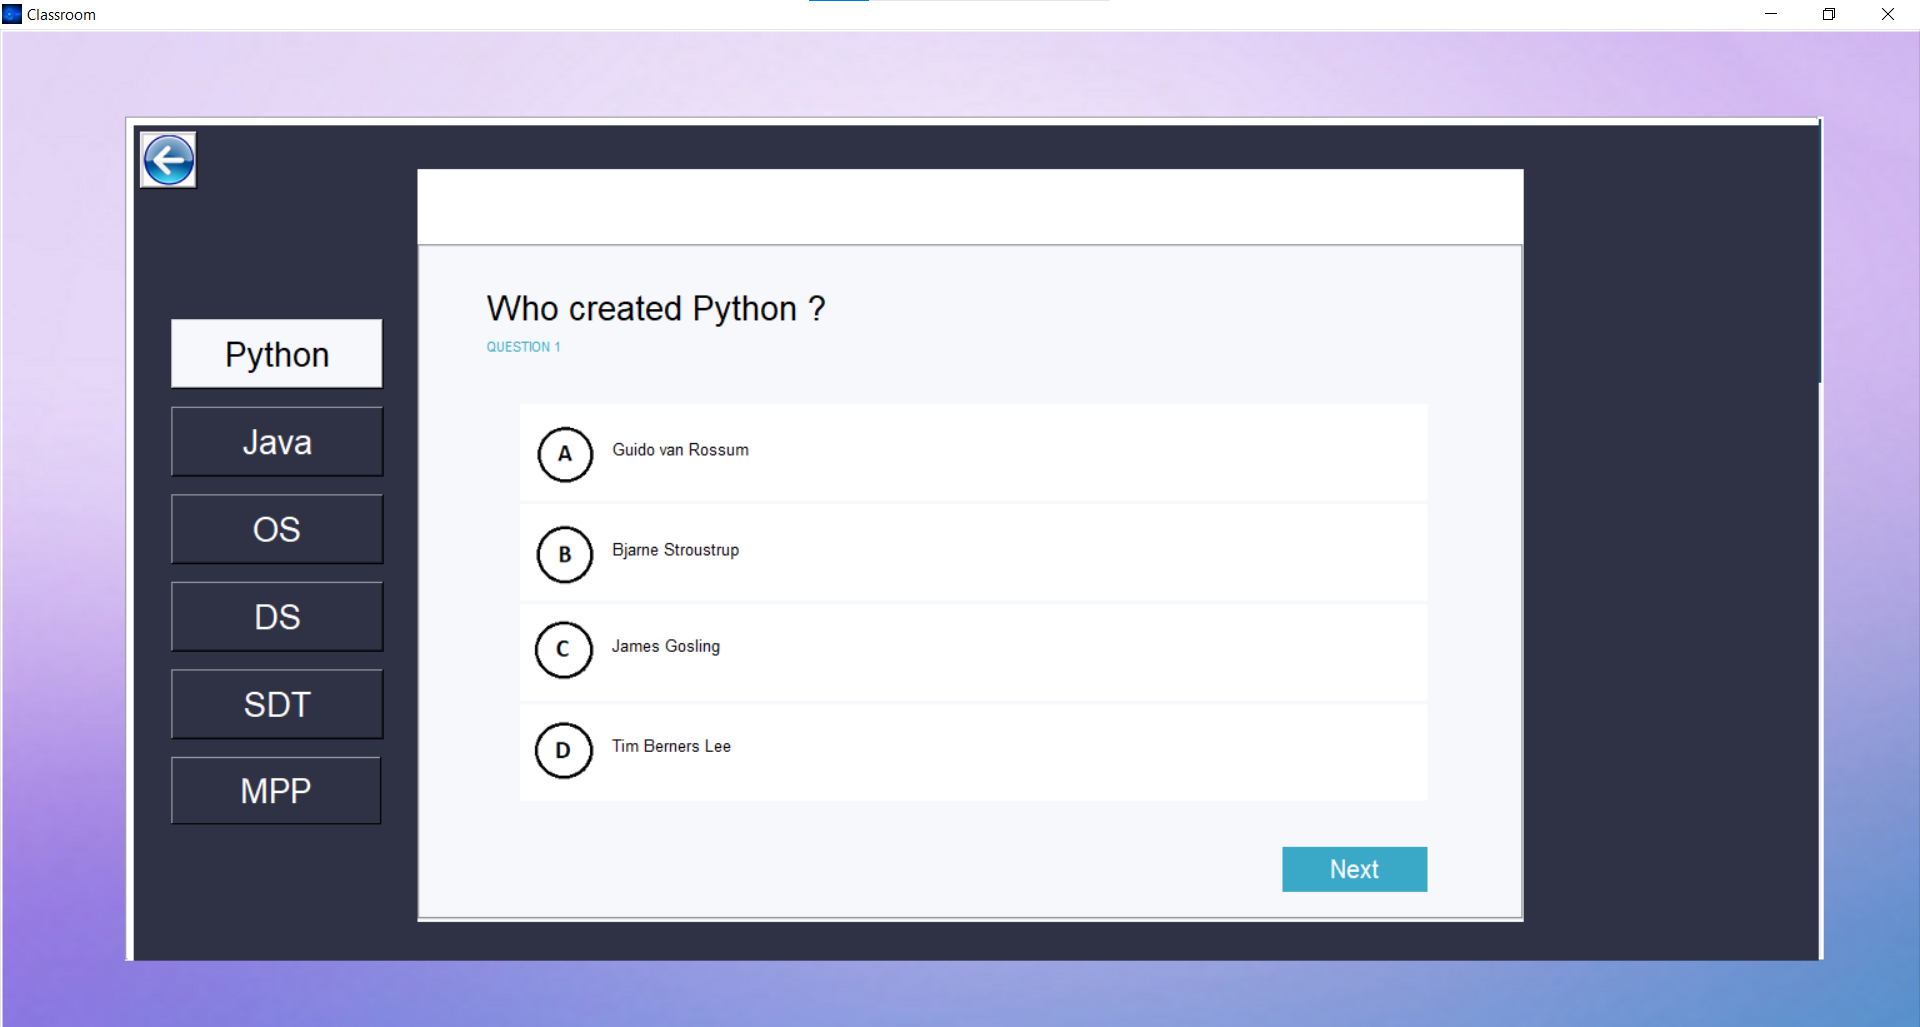 Classroom
Python
Java
OS
DS
SDT
MPP
Who created Python ?
QUESTION 1
A Guido van Rossum
B Bjarne Stroustrup
C James Gosling
D Tim Berners Lee
Next